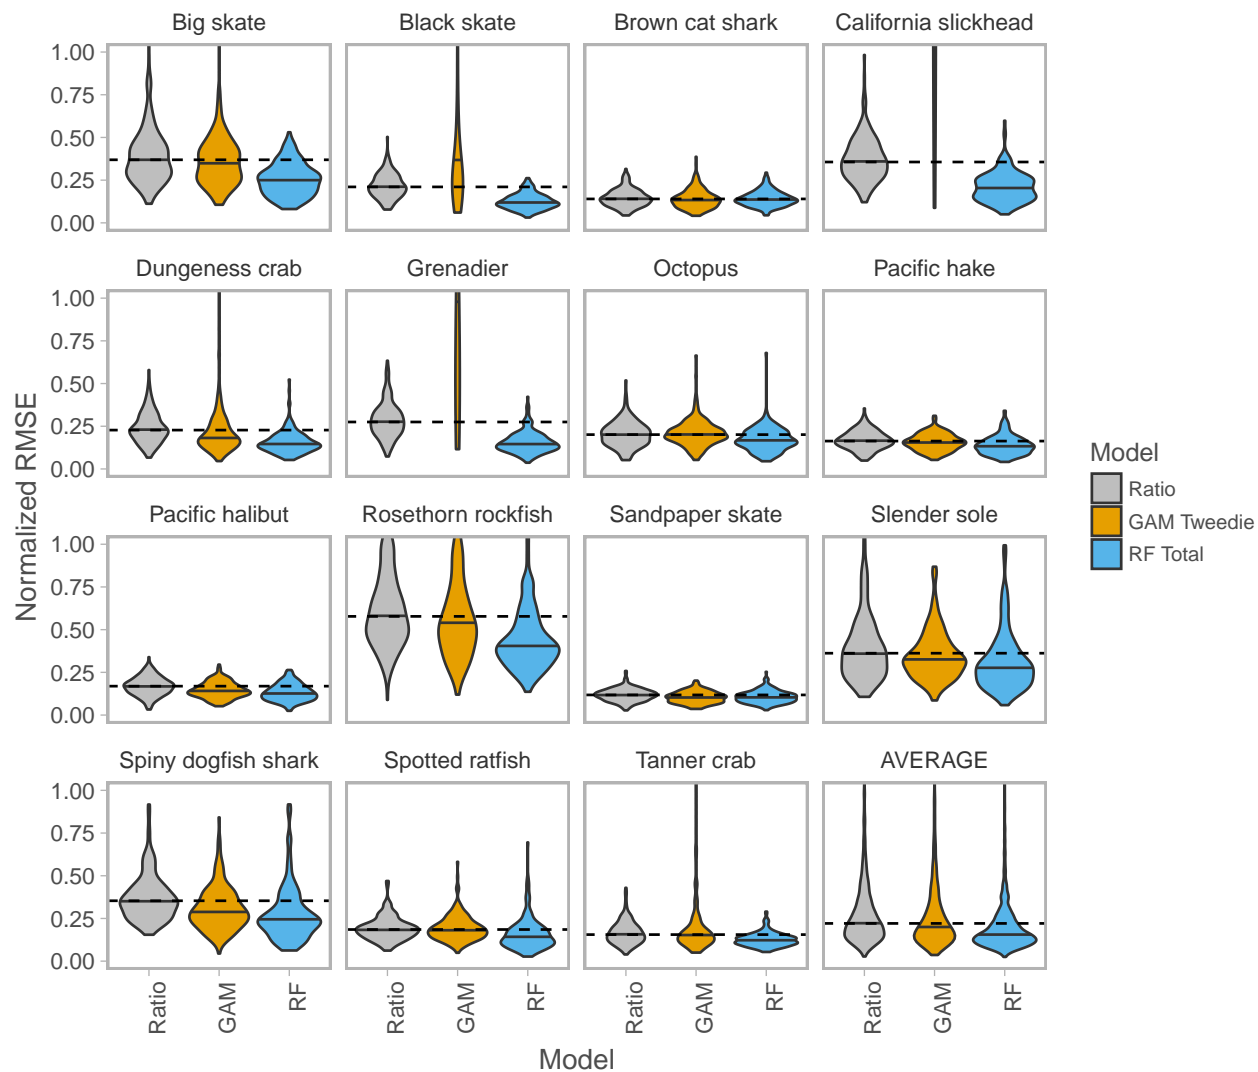 Big skate
Black skate
Brown cat shark
California slickhead
1.00
0.75
0.50
0.25
0.00
Dungeness crab
Grenadier
Octopus
Pacific hake
1.00
0.75
0.50
0.25
0.00
Pacific halibut
Rosethorn rockfish
Sandpaper skate
Slender sole
1.00
0.75
0.50
0.25
0.00
Spiny dogfish shark
Spotted ratfish
Tanner crab
AVERAGE
1.00
0.75
0.50
0.25
0.00
Normalized RMSE
Ratio
GAM
RF
Ratio
GAM
RF
Ratio
GAM
RF
Ratio
GAM
RF
Model
Model
Ratio
GAM Tweedie
RF Total